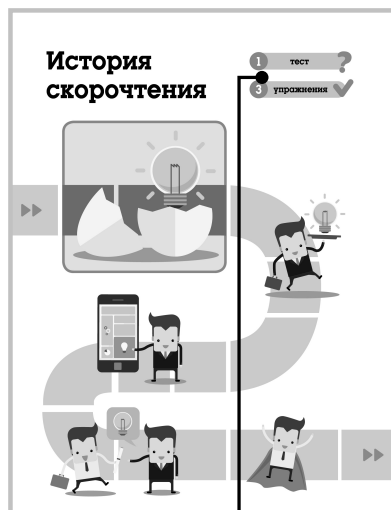 История
скорочтения
1 тест
3 упражнения